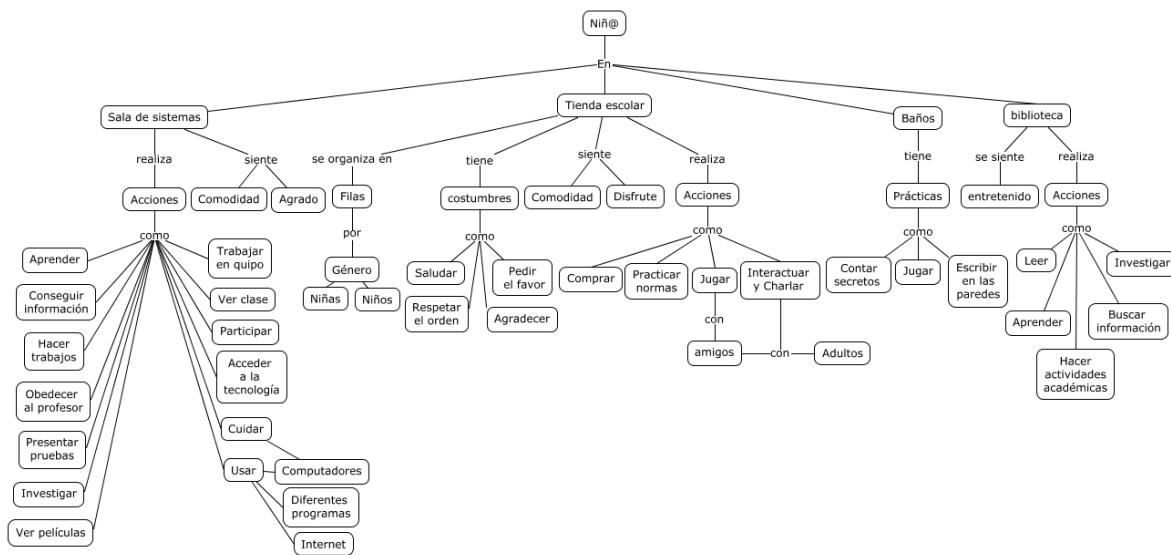 Niñ@
En
Sala de sistemas
Tienda escolar
Baños
biblioteca
realiza
siente
se organiza en
tiene
siente
realiza
tiene
se siente
realiza
Acciones
Comodidad
Agrado
Filas
costumbres
Comodidad
Disfrute
Acciones
Prácticas
entretenido
Acciones
como
por
como
como
como
como
Aprender
Trabajar
en quipo
Conseguir
información
Ver clase
Hacer
trabajos
Participar
Obedecer
al profesor
Acceder
a la
tecnología
Presentar
pruebas
Cuidar
Investigar
Usar
Computadores
Ver películas
Diferentes
programas
Internet
Género
Niñas
Niños
Saludar
Pedir
el favor
Respetar
el orden
Agradecer
Comprar
Practicar
normas
Jugar
Interactuar
y Charlar
con
amigos
con
Adultos
Contar
secretos
Jugar
Escribir
en las
paredes
Leer
Investigar
Aprender
Buscar
información
Hacer
actividades
académicas